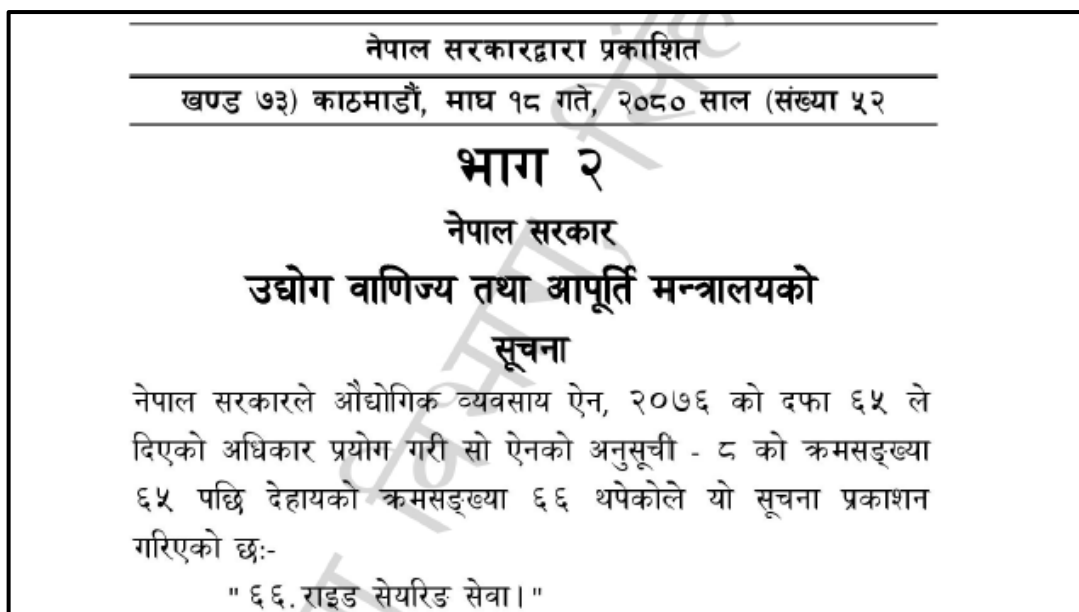 नेपाल सरकारद्वारा प्रकाशित
खण्ड ७३) काठमाडौं, माघ १८ गते, २०८० साल (संख्या ५२
भाग २
नेपाल सरकार
उद्योग वाणिज्य तथा आपूर्ति मन्त्रालयको
सूचना
नेपाल सरकारले औद्योगिक व्यवसाय ऐन, २०७६ को दफा ६५ ले
दिएको अधिकार प्रयोग गरी सो ऐनको अनुसूची - ८ को क्रमसङ्ख्या
६५ पछि देहायको क्रमसङ्ख्या ६६ थपेकोले यो सूचना प्रकाशन
गरिएको छः-
" ६६. राइड सेयरिङ सेवा। "